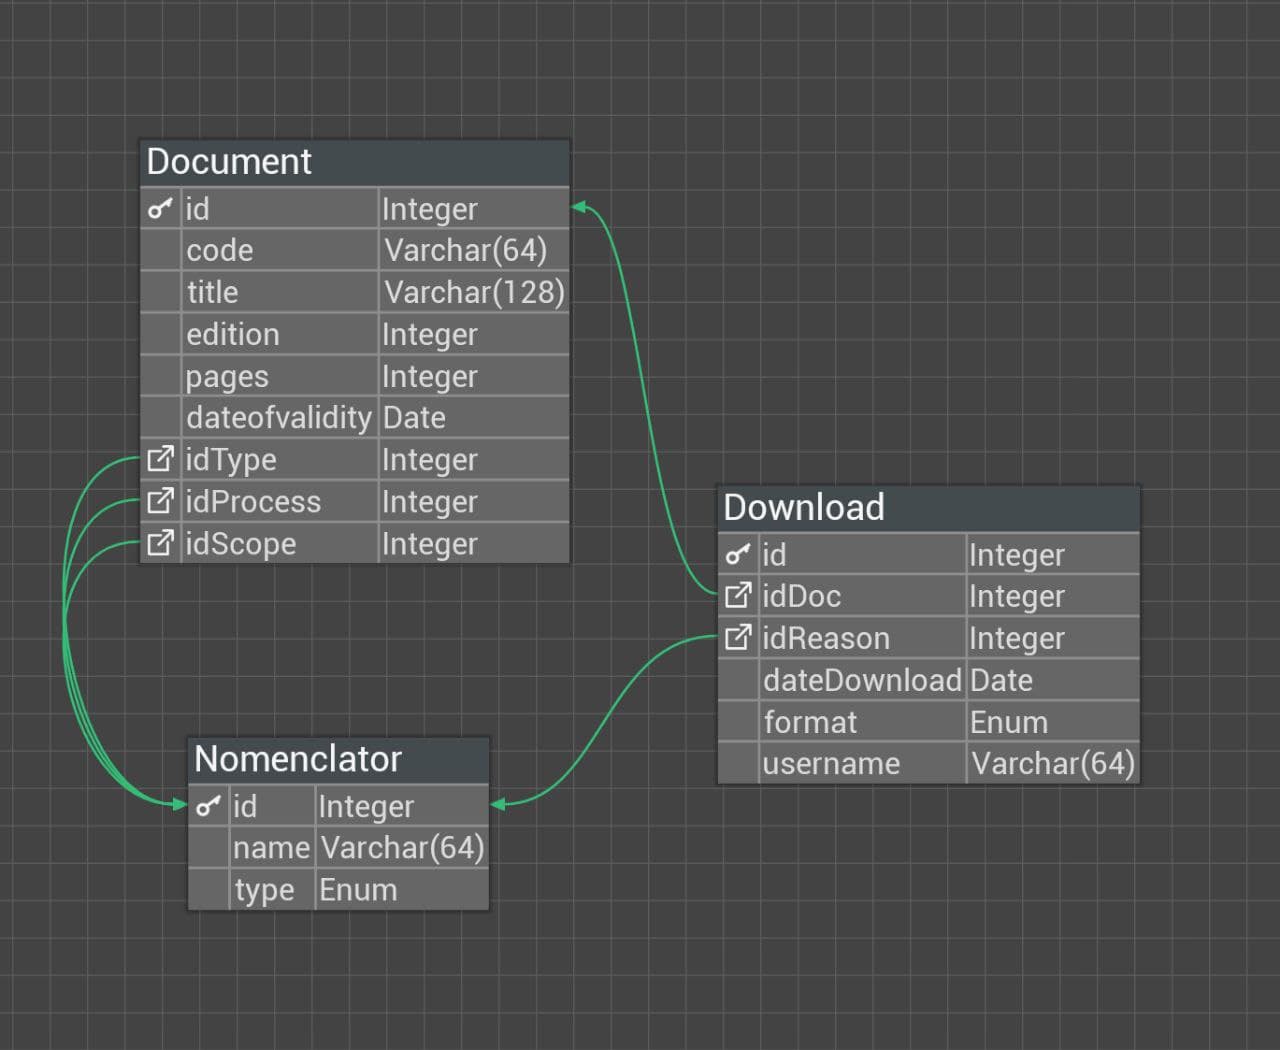 Document
id Integer
code Varchar(64)
title Varchar(128)
edition Integer
pages Integer
dateofvalidity Date
idType Integer
idProcess Integer
idScope Integer
Download
id Integer
idDoc Integer
idReason Integer
dateDownload Date
format Enum
username Varchar(64)
Nomenclator
id Integer
name Varchar(64)
type Enum